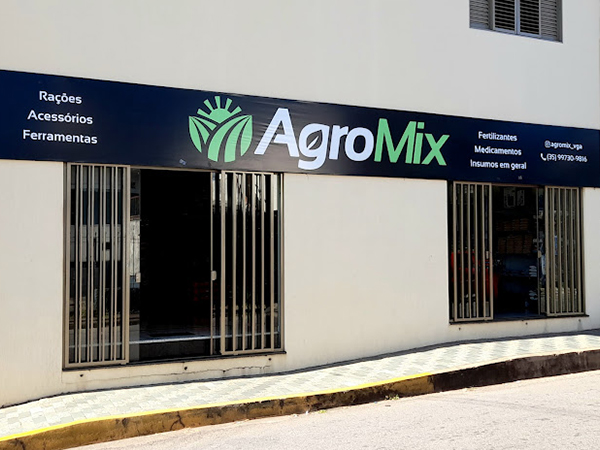 Rações
Acessórios
Ferramentas
AgroMix
Fertilizantes
Medicamentos
Insumos em geral
agromix_vga
(35) 99730-9816